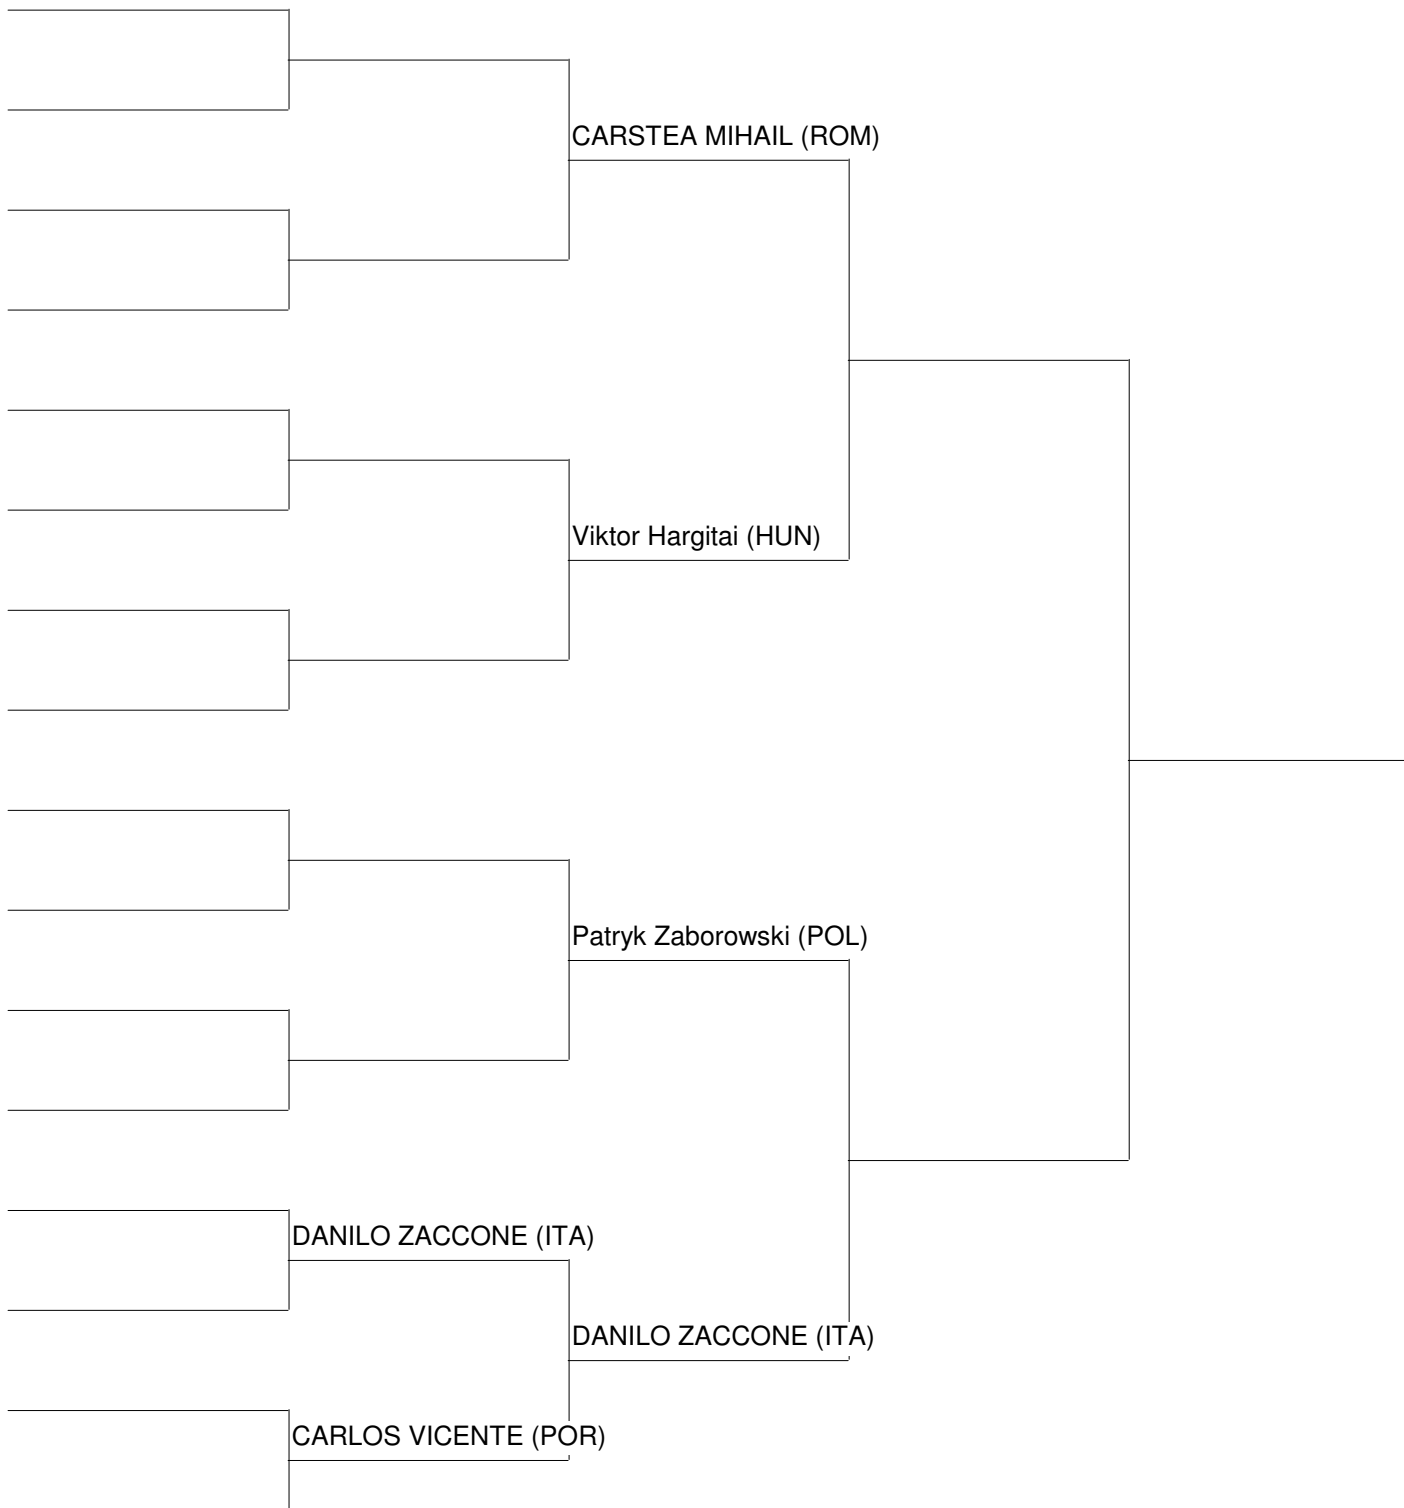 CARSTEA MIHAIL (ROM)
Viktor Hargitai (HUN)
Patryk Zaborowski (POL)
DANILO ZACCONE (ITA)
DANILO ZACCONE (ITA)
CARLOS VICENTE (POR)